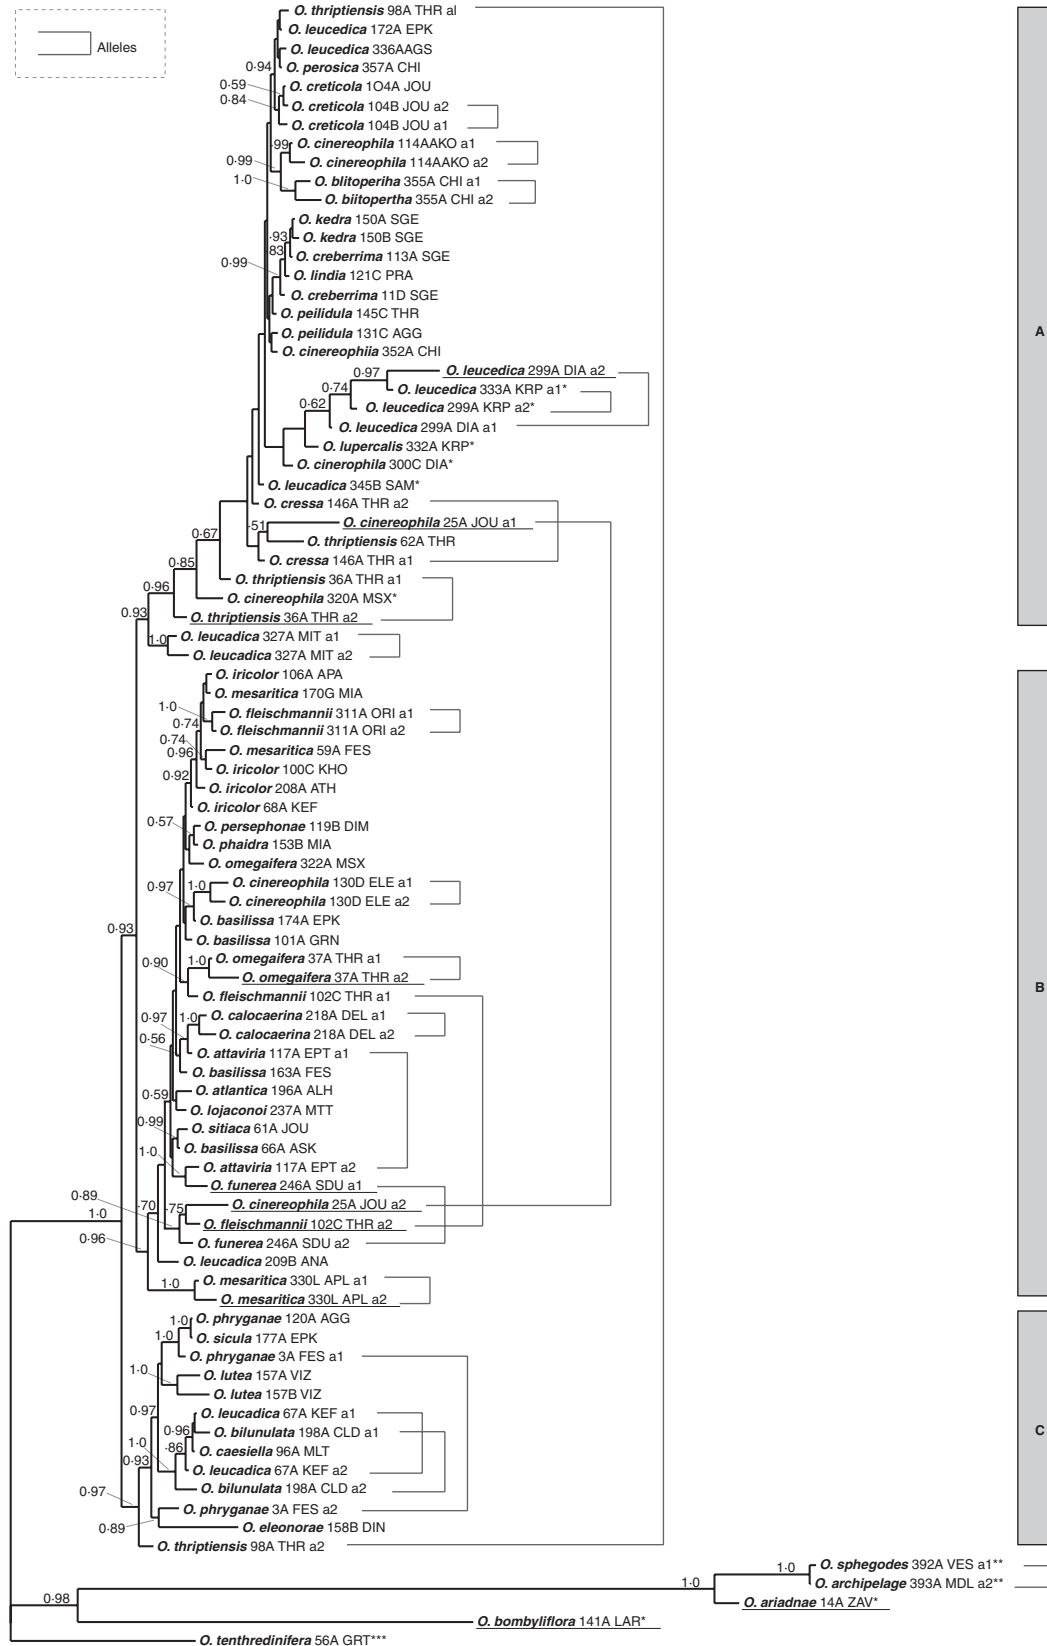 Alleles
O. thriptiensis 98A THR al
O. leucedica 172A EPK
O. leucedica 336AAGS
0·94
O. perosica 357A CHI
0·59
O. creticola 1O4A JOU
0·84
O. creticola 104B JOU a2
O. creticola 104B JOU a1
·99
O. cinereophila 114AAKO a1
0·99
O. cinereophila 114AAKO a2
1·0
O. blitoperiha 355A CHI a1
O. biitopertha 355A CHI a2
O. kedra 150A SGE
·93
O. kedra 150B SGE
·83
O. creberrima 113A SGE
0·99
O. lindia 121C PRA
O. creberrima 11D SGE
O. peilidula 145C THR
O. peilidula 131C AGG
A
O. cinereophiia 352A CHI
0·97
O. leucedica 299A DIA a2
0·74
O. leucedica 333A KRP a1*
0·62
O. leucedica 299A KRP a2*
O. leucedica 299A DIA a1
O. lupercalis 332A KRP*
O. cinerophila 300C DIA*
O. leucadica 345B SAM*
O. cressa 146A THR a2
·51
O. cinereophila 25A JOU a1
0·67
O. thriptiensis 62A THR
O. cressa 146A THR a1
0·85
O. thriptiensis 36A THR a1
0·96
O. cinereophila 320A MSX*
0.93
O. thriptiensis 36A THR a2
1·0
O. leucadica 327A MIT a1
O. leucadica 327A MIT a2
O. iricolor 106A APA
O. mesaritica 170G MIA
1·0
O. fleischmannii 311A ORI a1
0·74
O. fleischmannii 311A ORI a2
0·74
O. mesaritica 59A FES
0·96
O. iricolor 100C KHO
0·92
O. iricolor 208A ATH
O. iricolor 68A KEF
0·57
O. persephonae 119B DIM
O. phaidra 153B MIA
O. omegaifera 322A MSX
0·97
1·0
O. cinereophila 130D ELE a1
O. cinereophila 130D ELE a2
O. basilissa 174A EPK
0·93
O. basilissa 101A GRN
0·90
1·0
O. omegaifera 37A THR a1
O. omegaifera 37A THR a2
B
O. fleischmannii 102C THR a1
0·97
1·0
O. calocaerina 218A DEL a1
0·56
O. calocaerina 218A DEL a2
O. attaviria 117A EPT a1
O. basilissa 163A FES
0·59
O. atlantica 196A ALH
O. lojaconoi 237A MTT
0·99
O. sitiaca 61A JOU
O. basilissa 66A ASK
1·0
O. attaviria 117A EPT a2
O. funerea 246A SDU a1
0·89
·70
·75
O. cinereophila 25A JOU a2
1·0
O. fleischmannii 102C THR a2
0·96
O. funerea 246A SDU a2
O. leucadica 209B ANA
1·0
O. mesaritica 330L APL a1
O. mesaritica 330L APL a2
1·0
O. phryganae 120A AGG
1·0
O. sicula 177A EPK
O. phryganae 3A FES a1
1·0
O. lutea 157A VIZ
O. lutea 157B VIZ
0·97
O. leucadica 67A KEF a1
0·96
O. bilunulata 198A CLD a1
C
1·0
·86
O. caesiella 96A MLT
0·93
O. leucadica 67A KEF a2
0·97
O. bilunulata 198A CLD a2
O. phryganae 3A FES a2
0·89
O. eleonorae 158B DIN
O. thriptiensis 98A THR a2
1·0
O. sphegodes 392A VES a1**
1·0
O. archipelage 393A MDL a2**
0·98
O. ariadnae 14A ZAV*
O. bombyliflora 141A LAR*
O. tenthredinifera 56A GRT***